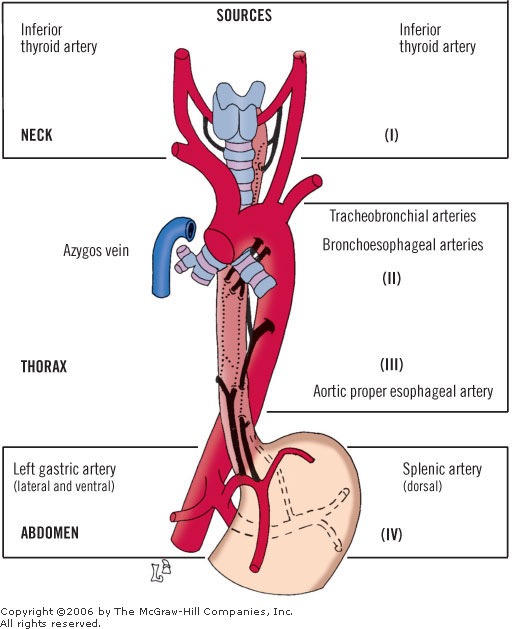 SOURCES
Inferior
thyroid artery
Inferior
thyroid artery
NECK
(I)
Tracheobronchial arteries
Bronchoesophageal arteries
Azygos vein
(II)
THORAX
(III)
Aortic proper esophageal artery
Left gastric artery
(lateral and ventral)
Splenic artery
(dorsal)
ABDOMEN
(IV)
Copyright ©2006 by The McGraw-Hill Companies, Inc.
All rights reserved.